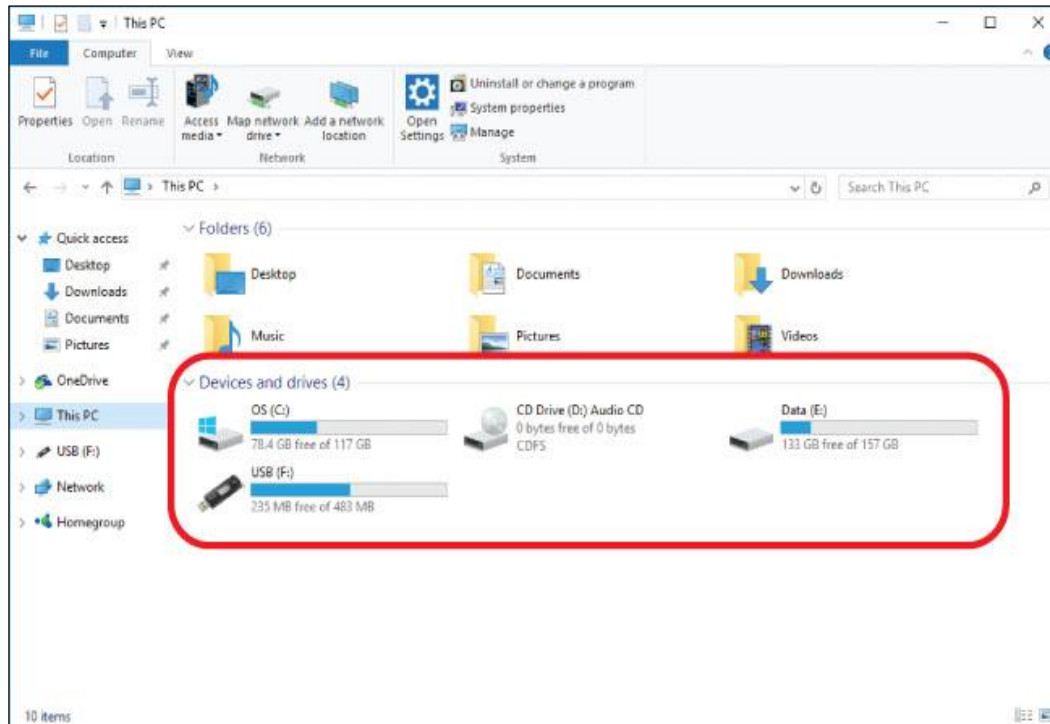 This PC
File Computer View
Properties Open Rename Access media Map network drive Add a network location Open Settings Uninstall or change a program
System properties
Manage
Location Network System
This PC
Search This PC
Quick access
Desktop
Downloads
Documents
Pictures
OneDrive
This PC
USB (F:)
Network
Homegroup
Folders (6)
Desktop Documents Downloads
Music Pictures Videos
Devices and drives (4)
OS (C:)
78.4 GB free of 117 GB
CD Drive (D:) Audio CD
0 bytes free of 0 bytes
CDFS
Data (E:)
133 GB free of 157 GB
USB (F:)
235 MB free of 483 MB
10 items